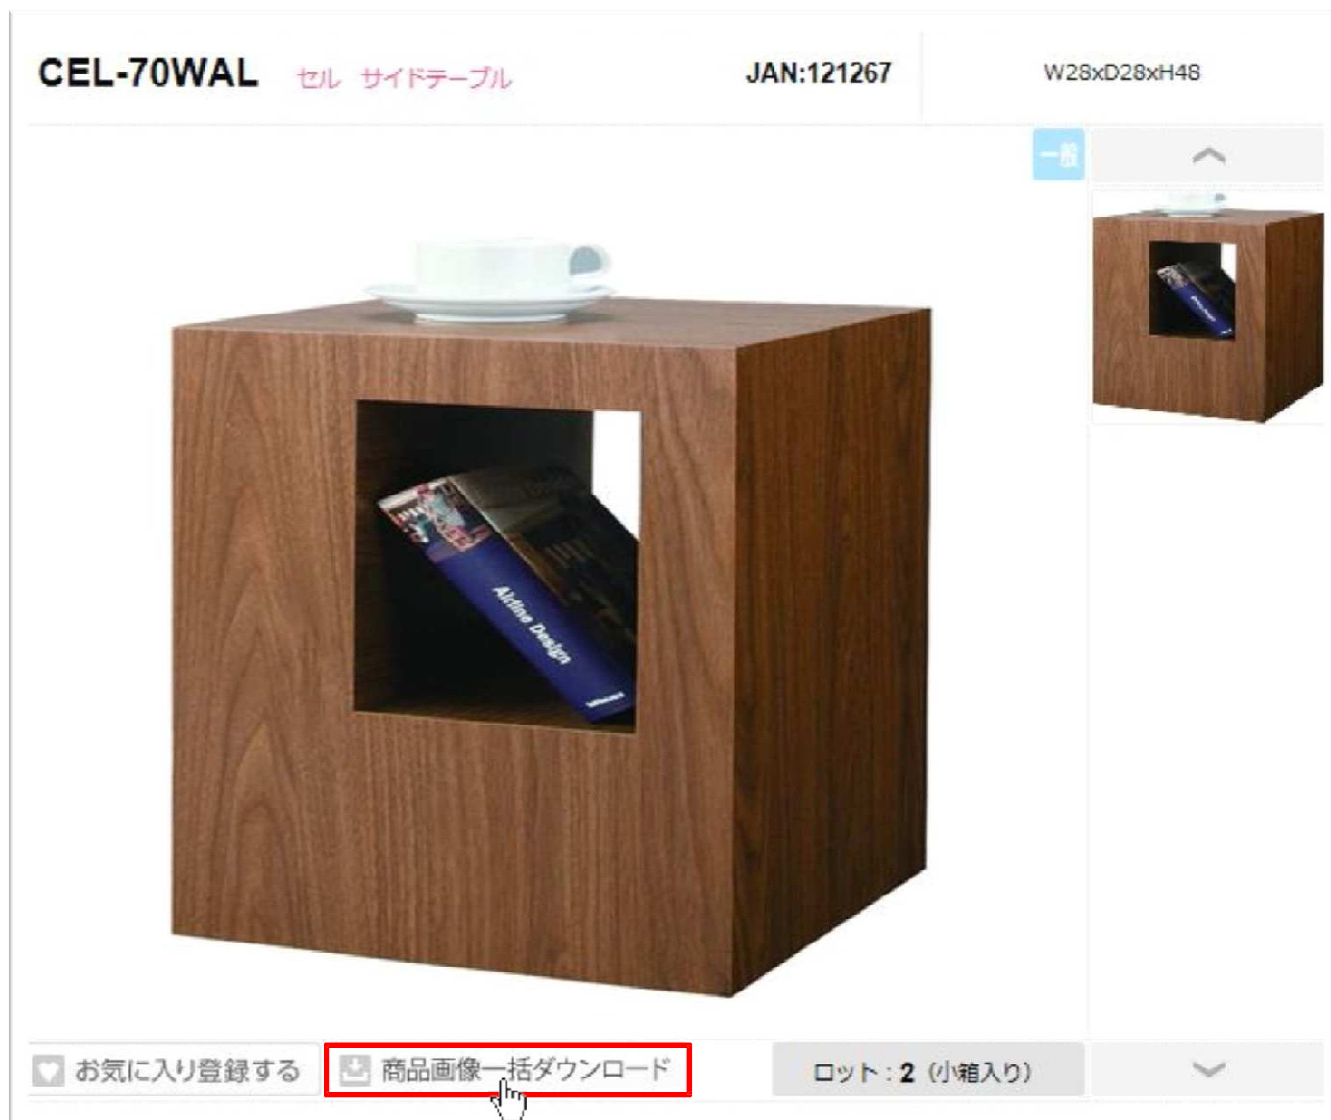 CEL-70WAL セル サイドテーブル JAN:121267 W28xD28xH48
一般
Airline Design
お気に入り登録する 商品画像一括ダウンロード ロット：2（小箱入り）